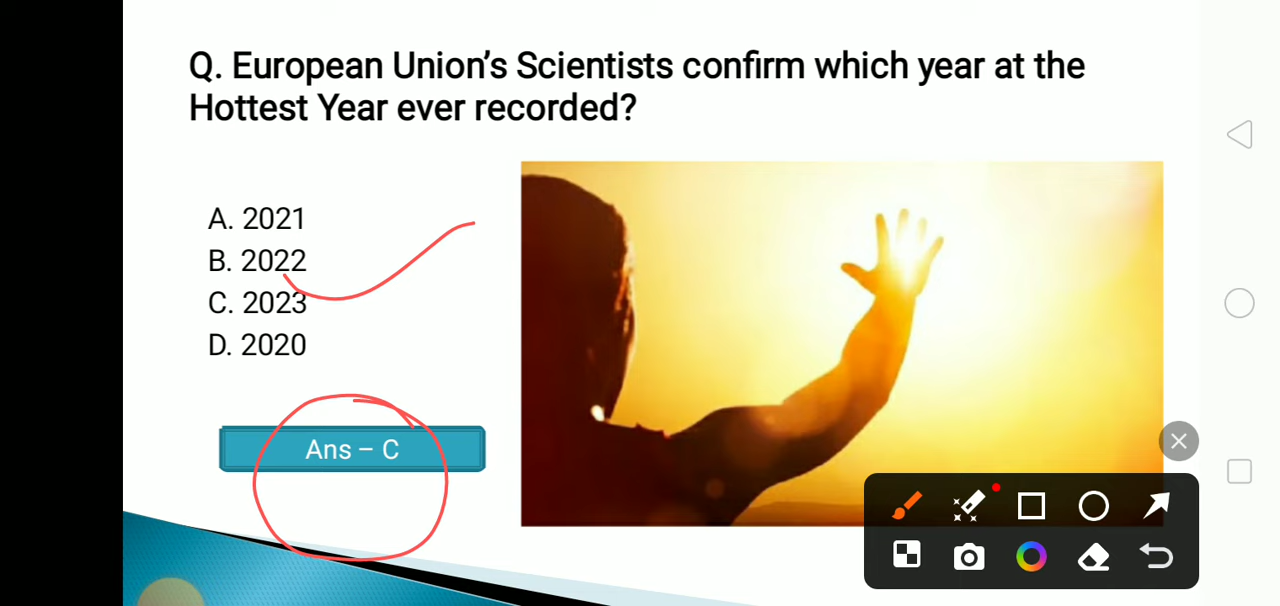 Q. European Union's Scientists confirm which year at the
Hottest Year ever recorded?
A. 2021
B. 2022
C. 2023
D. 2020
Ans – C